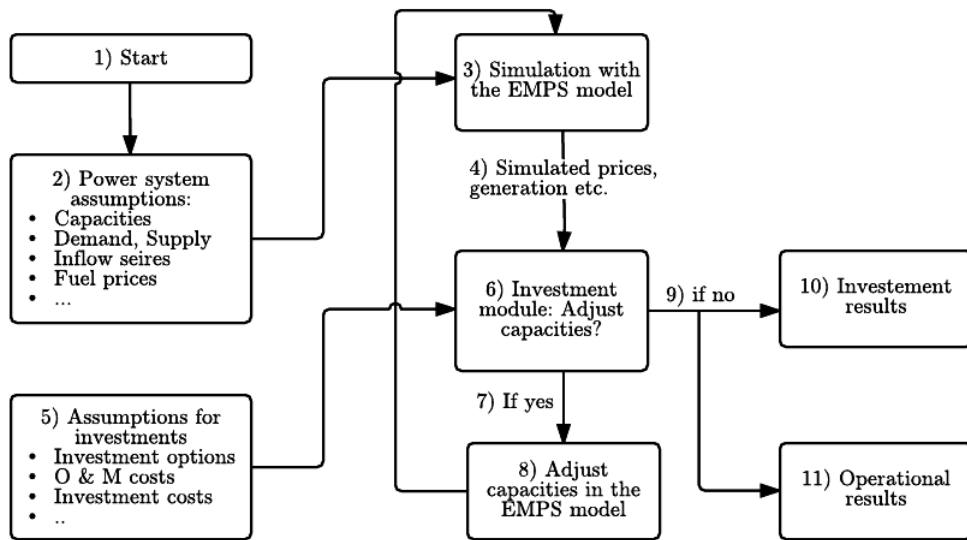 1) Start
2) Power system
assumptions:
• Capacities
• Demand, Supply
• Inflow seires
• Fuel prices
• ...
3) Simulation with
the EMPS model
4) Simulated prices,
generation etc.
5) Assumptions for
investments
• Investment options
• O & M costs
• Investment costs
• ..
6) Investment
module: Adjust
capacities?
7) If yes
8) Adjust
capacities in the
EMPS model
9) if no
10) Investement
results
11) Operational
results